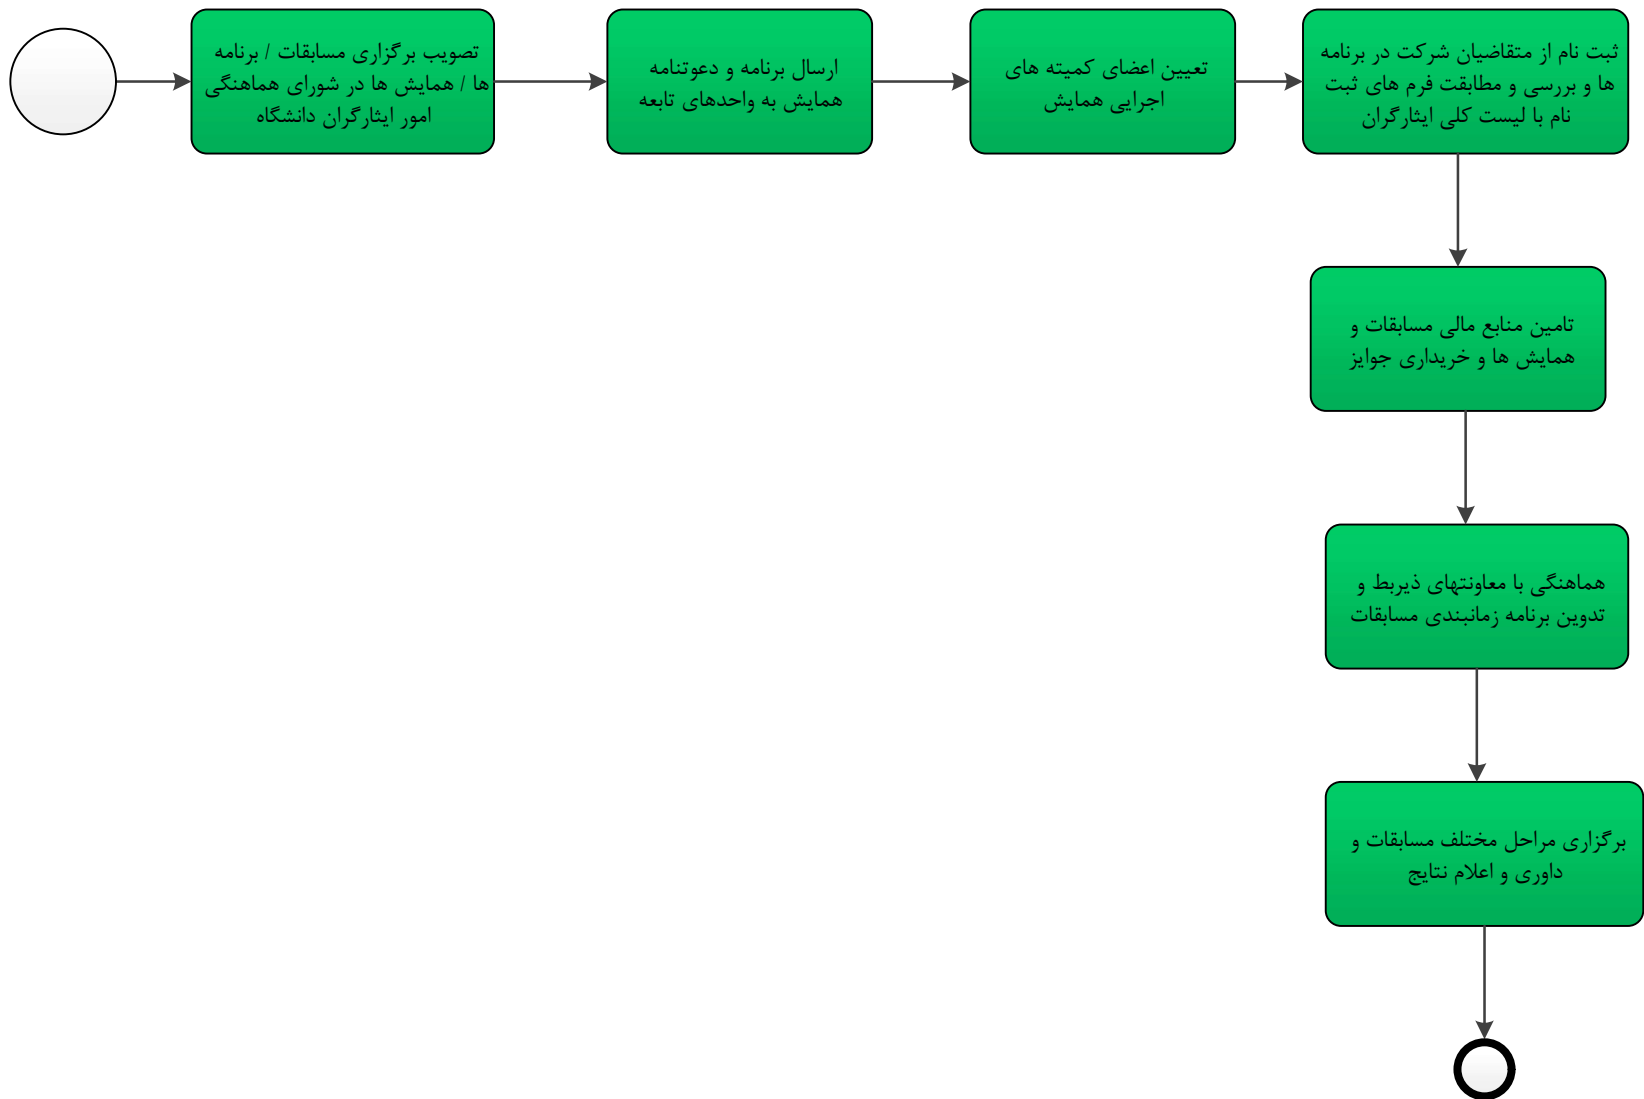 تصویب برگزاری مسابقات / برنامه
ها / همایش ها در شورای هماهنگی
امور ایثارگران دانشگاه
ارسال برنامه و دعوتنامه
همایش به واحدهای تابعه
تعیین اعضای کمیته های
اجرایی همایش
ثبت نام از متقاضیان شرکت در برنامه
ها و بررسی و مطابقت فرم های ثبت
نام با لیست کلی ایثارگران
تامین منابع مالی مسابقات و
همایش ها و خریداری جوایز
هماهنگی با معاونتهای ذیربط و
تدوین برنامه زمانبندی مسابقات
برگزاری مراحل مختلف مسابقات و
داوری و اعلام نتایج